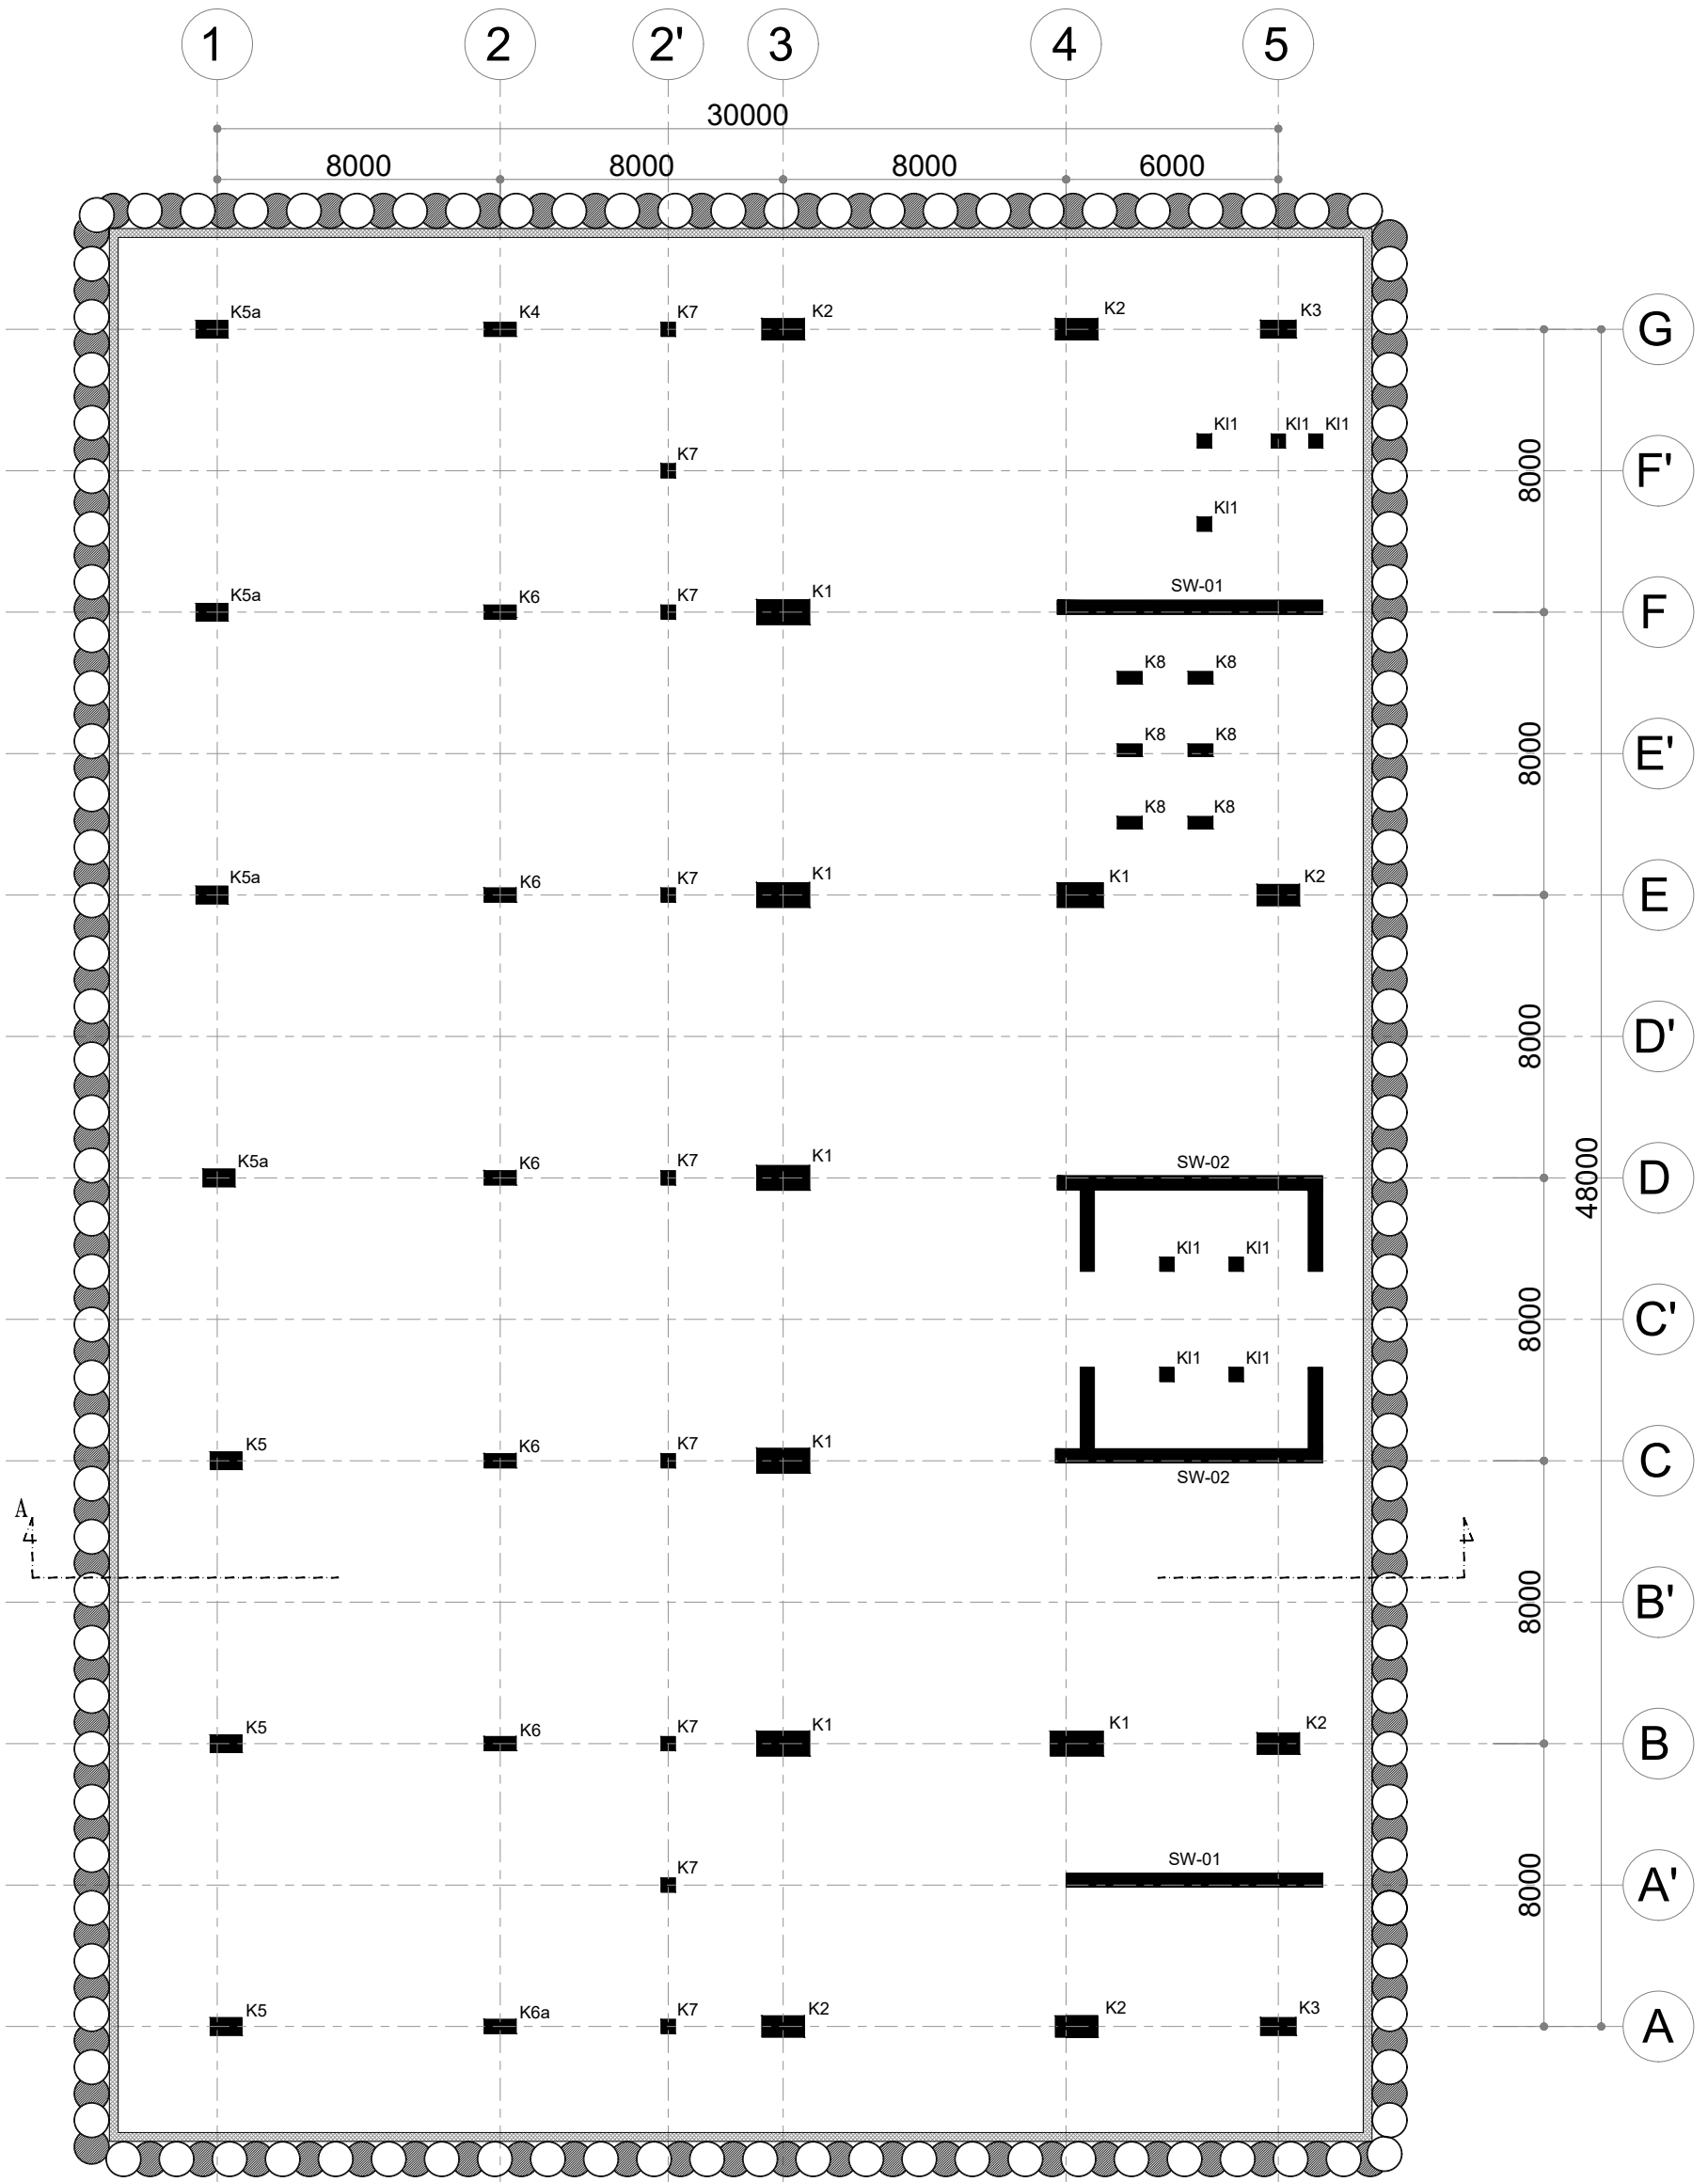 1 2 2' 3 4 5
30000
8000 8000 8000 6000
K5a K4 K7 K2 K2 K3
G
Kl1 Kl1 Kl1
K7
8000
F'
Kl1
K5a K6 K7 K1 SW-01
F
K8 K8
K8 K8
8000
E'
K8 K8
K5a K6 K7 K1 K1 K2
E
8000
D'
K5a K6 K7 K1 SW-02
D
48000
Kl1 Kl1
8000
C'
Kl1 Kl1
K5 K6 K7 K1
C
SW-02
A
8000
B'
K5 K6 K7 K1 K1 K2
B
K7 SW-01
8000
A'
K5 K6a K7 K2 K2 K3
A